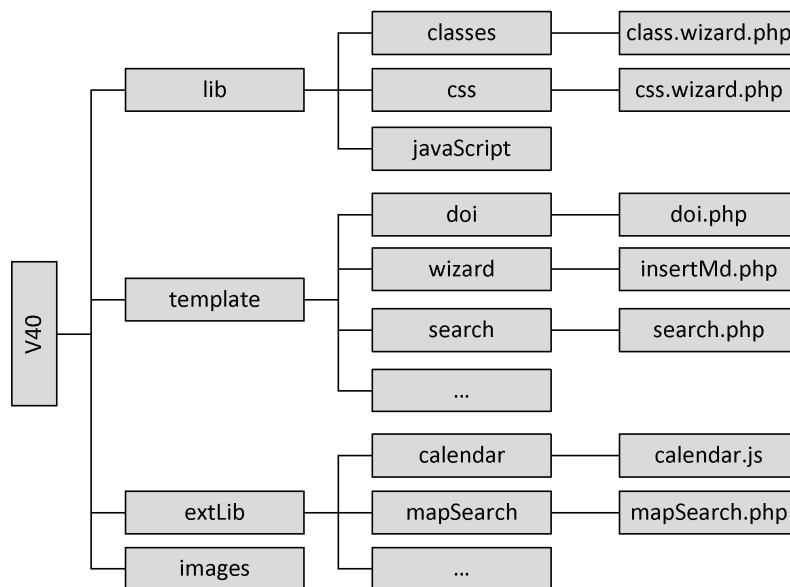 classes
class.wizard.php
lib
css
css.wizard.php
javaScript
doi
doi.php
wizard
insertMd.php
V40
template
search
search.php
...
calendar
calendar.js
extLib
mapSearch
mapSearch.php
images
...